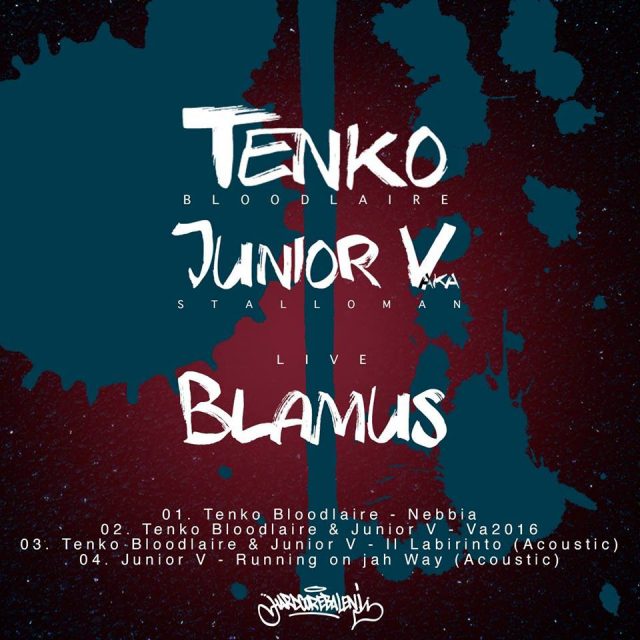 TENKO
BLOODLAIRE
JUNIOR V
AKA
STALLOMAN
LIVE
BLAMUS
01. Tenko Bloodlaire - Nebbia
02. Tenko Bloodlaire & Junior V - Va2016
03. Tenko Bloodlaire & Junior V - Il Labirinto (Acoustic)
04. Junior V - Running on jah Way (Acoustic)